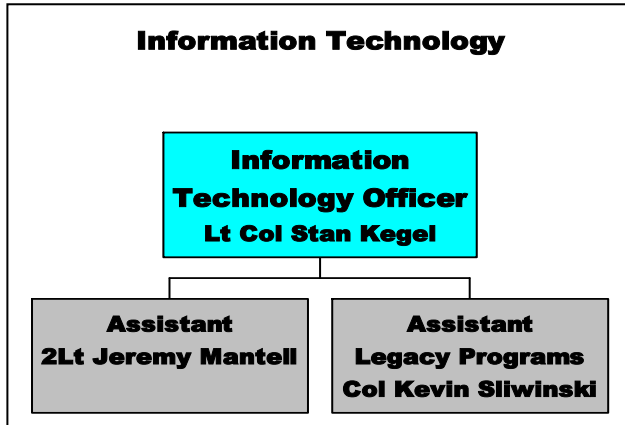 Information Technology
Information
Technology Officer
Lt Col Stan Kegel
Assistant
2Lt Jeremy Mantell
Assistant
Legacy Programs
Col Kevin Sliwinski